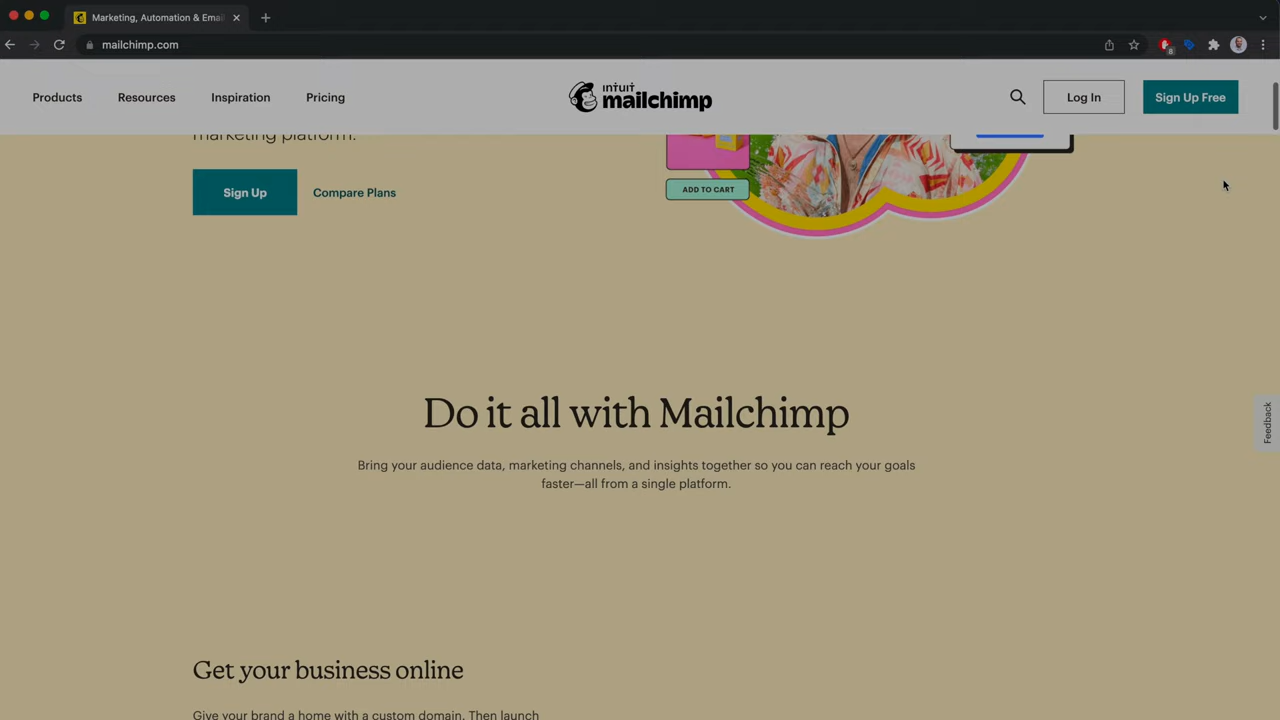 Marketing, Automation & Emai
mailchimp.com
Products
Resources
Inspiration
Pricing
INTUIT
mailchimp
Log In
Sign Up Free
marketing platform.
Sign Up
Compare Plans
ADD TO CART
Do it all with Mailchimp
Bring your audience data, marketing channels, and insights together so you can reach your goals
faster—all from a single platform.
Feedback
Get your business online
Give your brand a home with a custom domain. Then launch